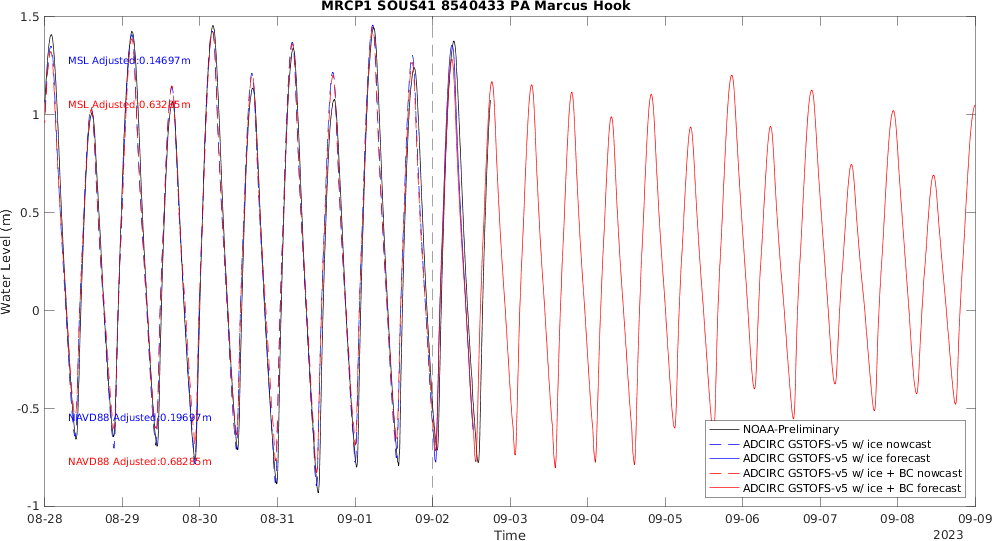 MRCP1 SOUS41 8540433 PA Marcus Hook
Water Level (m)
1.5
1
0.5
0
-0.5
-1
MSL Adjusted:0.14697m
MSL Adjusted:0.63285m
NAVD88 Adjusted:0.19697m
NAVD88 Adjusted:0.68285m
NOAA-Preliminary
ADCIRC GSTOFS-v5 w/ ice nowcast
ADCIRC GSTOFS-v5 w/ ice forecast
ADCIRC GSTOFS-v5 w/ ice + BC nowcast
ADCIRC GSTOFS-v5 w/ ice + BC forecast
08-28 08-29 08-30 08-31 09-01 09-02 09-03 09-04 09-05 09-06 09-07 09-08 09-09
Time
2023